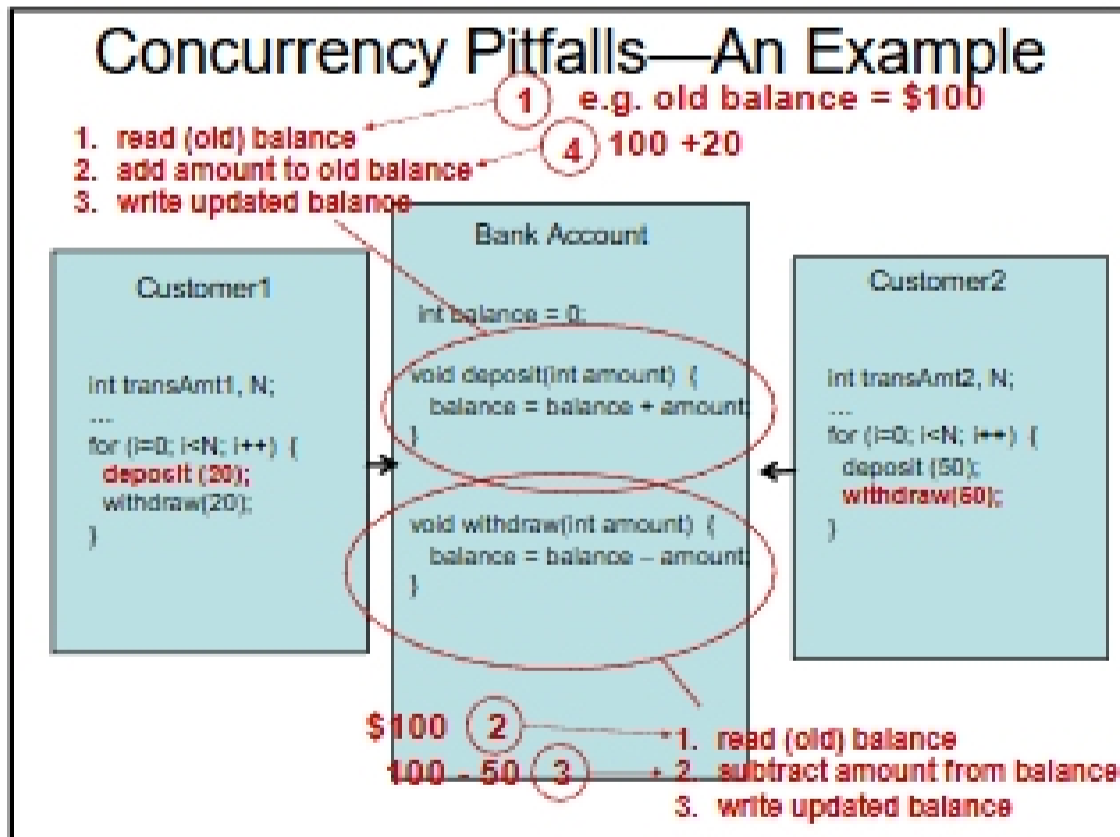 Concurrency Pitfalls—An Example
1 e.g. old balance = $100
1. read (old) balance
4 100 +20
2. add amount to old balance
3. write updated balance
Bank Account
int balance = 0;
void deposit(int amount) {
balance = balance + amount;
}
void withdraw(int amount) {
balance = balance – amount;
}
Customer1
int transAmt1, N;
....
for (i=0; i<N; i++) {
deposit (20);
withdraw(20);
}
Customer2
int transAmt2, N;
....
for (i=0; i<N; i++) {
deposit (50);
}
$100 2
100 - 50 3
1. read (old) balance
2. subtract amount from balance
3. write updated balance